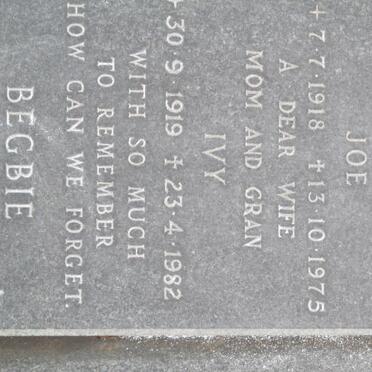 JOE
+ 7·7·1918 + 13·10·1975
A DEAR WIFE
MOM AND GRAN
IVY
+ 30·9·1919 + 23·4·1982
WITH SO MUCH
TO REMEMBER
HOW CAN WE FORGET.
BEGBIE